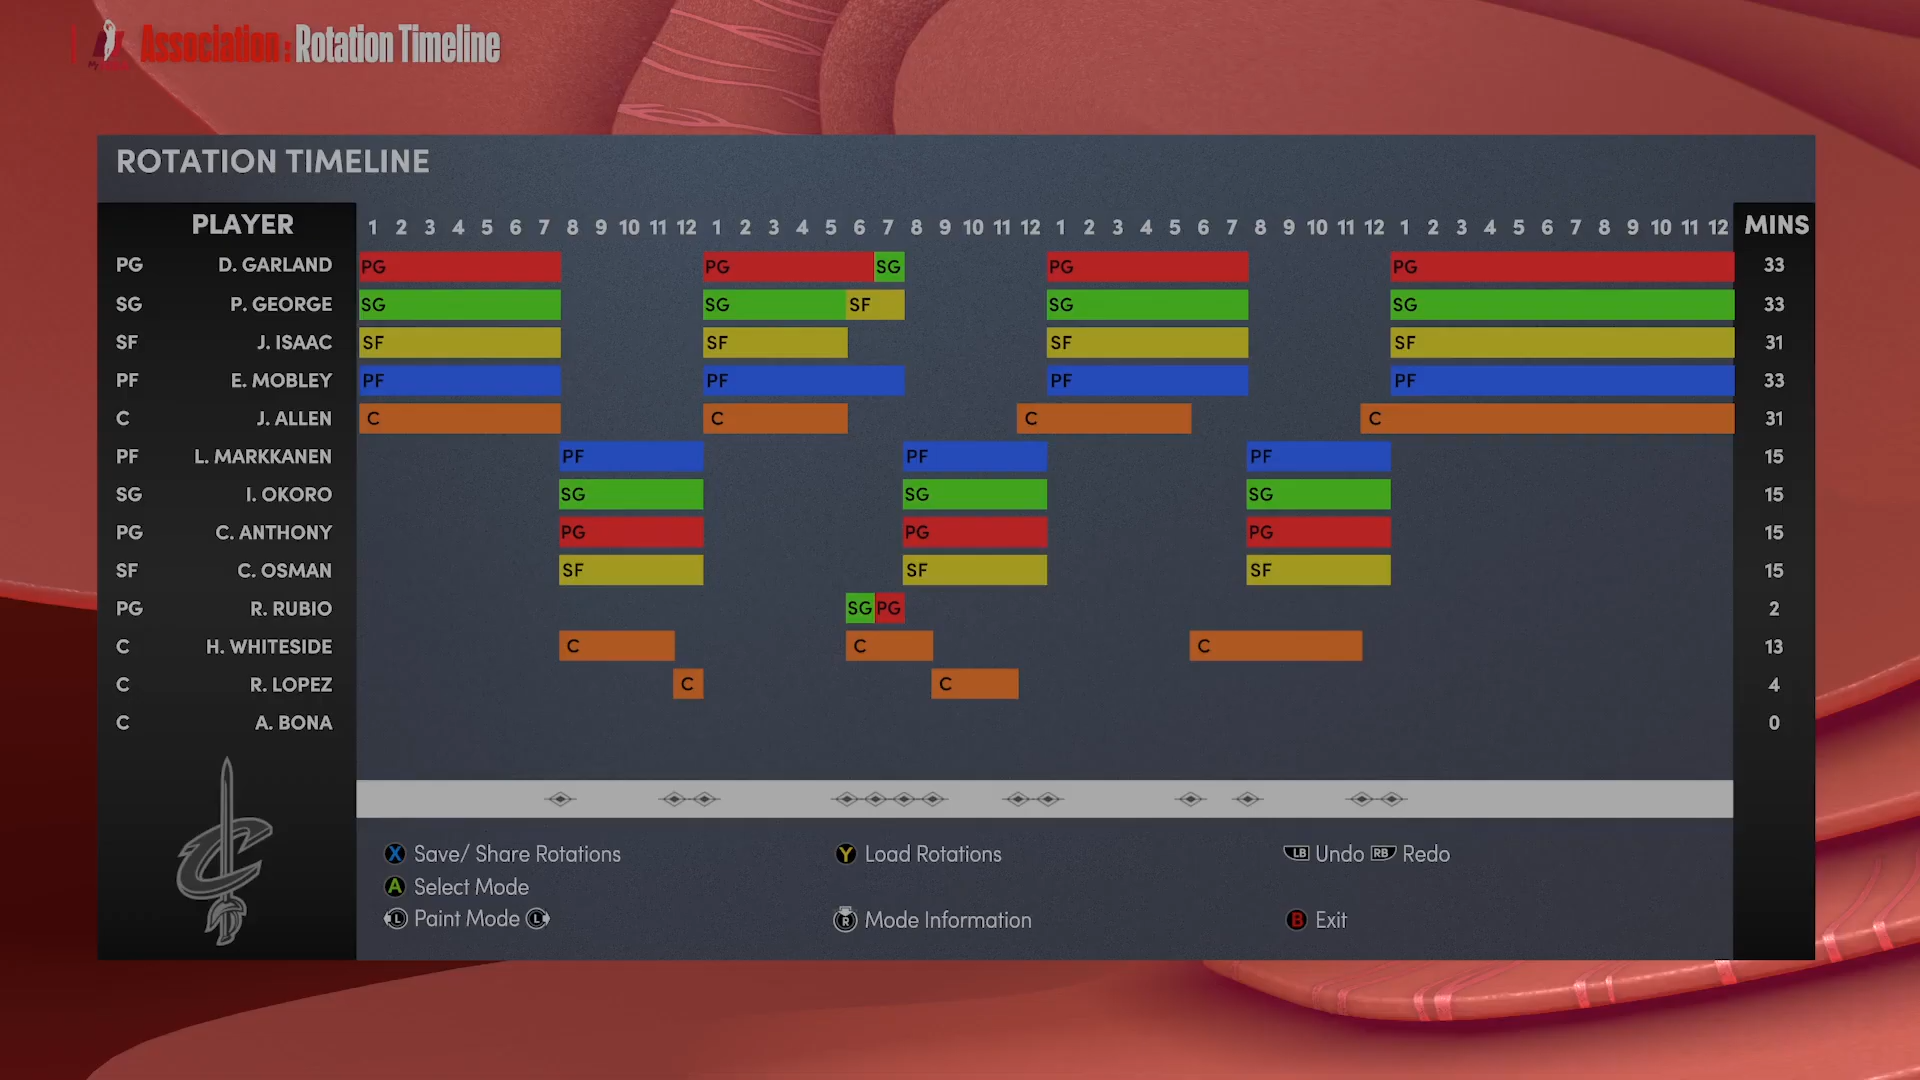 Association : Rotation Timeline
ROTATION TIMELINE
PLAYER 1 2 3 4 5 6 7 8 9 10 11 12 1 2 3 4 5 6 7 8 9 10 11 12 1 2 3 4 5 6 7 8 9 10 11 12 1 2 3 4 5 6 7 8 9 10 11 12 MINS
PG D. GARLAND PG PG SG PG PG 33
SG P. GEORGE SG SG SF SG SG 33
SF J. ISAAC SF SF SF SF 31
PF E. MOBLEY PF PF PF PF 33
C J. ALLEN C C C C 31
PF L. MARKKANEN PF PF PF 15
SG I. OKORO SG SG SG 15
PG C. ANTHONY PG PG PG 15
SF C. OSMAN SF SF SF 15
PG R. RUBIO SG PG 2
C H. WHITESIDE C C C 13
C R. LOPEZ C C 4
C A. BONA 0
X Save/ Share Rotations Y Load Rotations LB Undo RB Redo
A Select Mode
L Paint Mode L R Mode Information B Exit